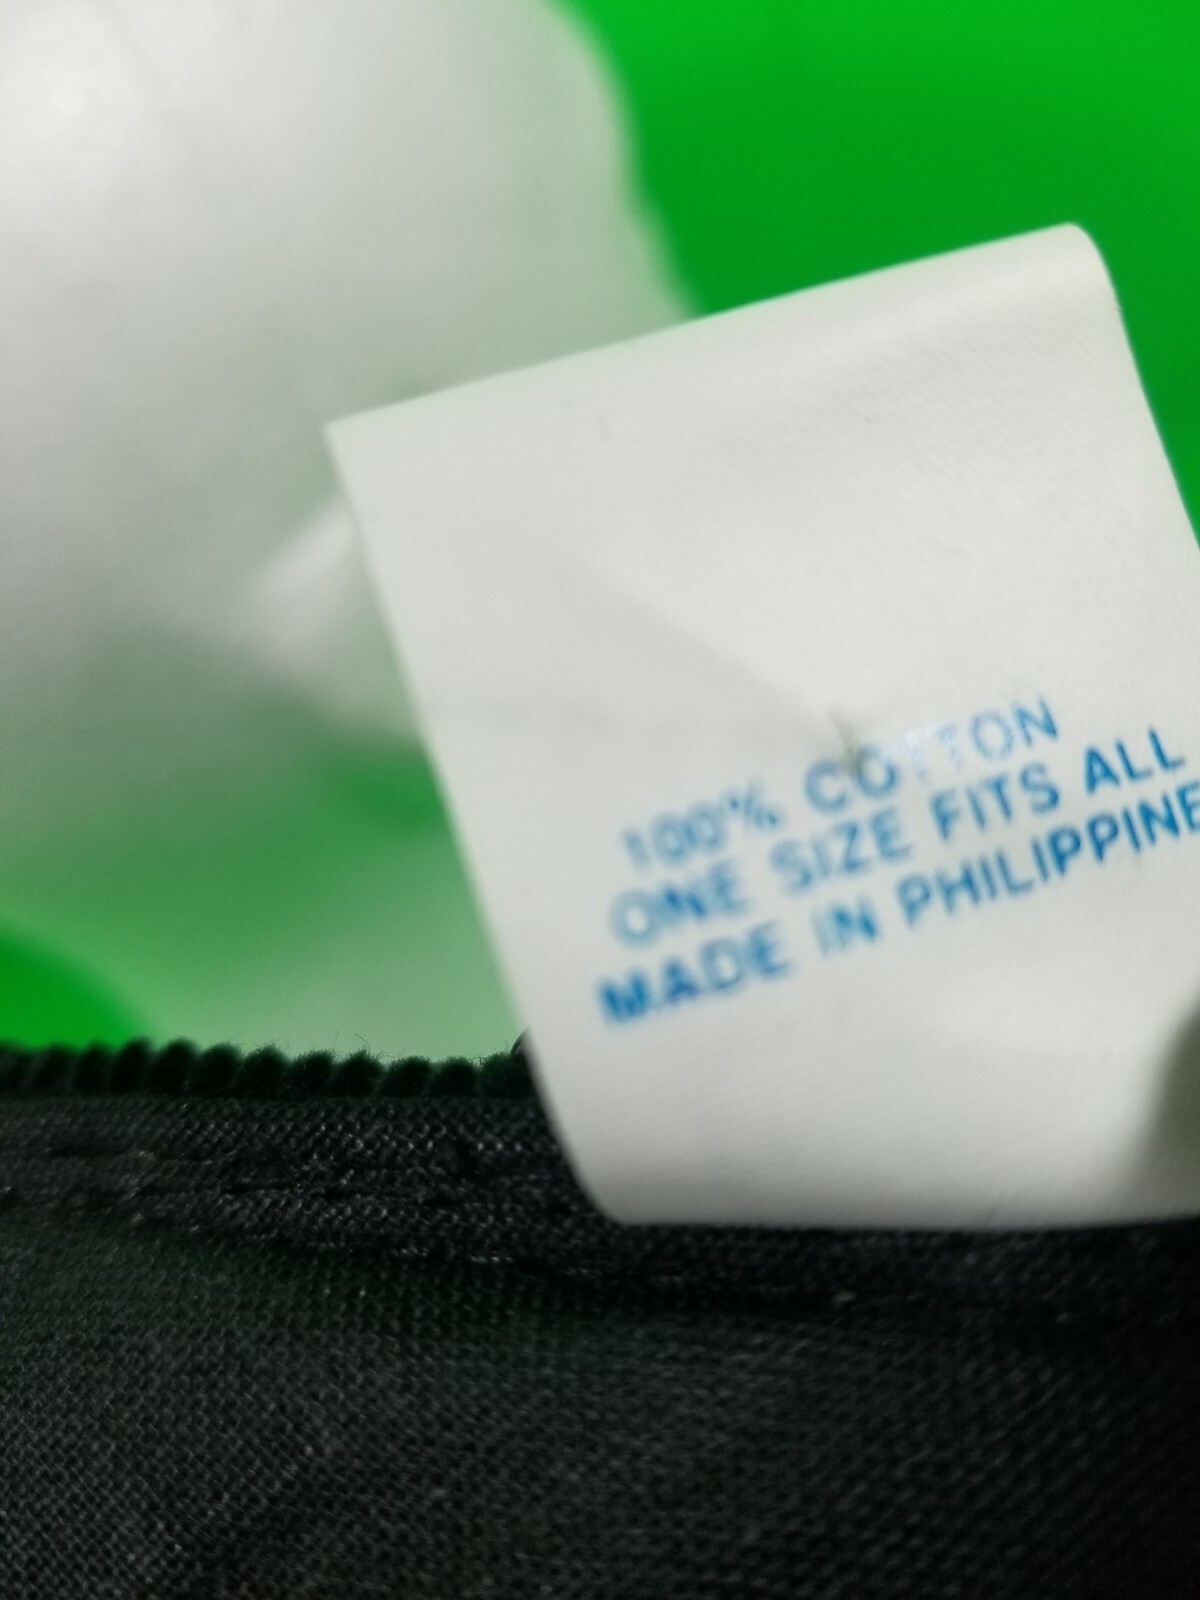 100% COTTON
ONE SIZE FITS ALL
MADE IN PHILIPPINE